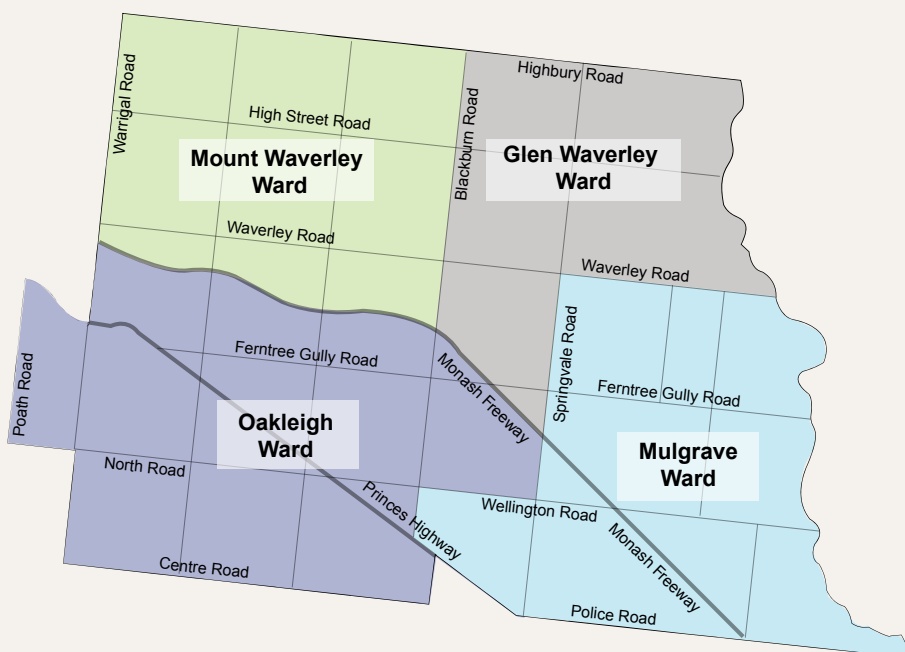 Highbury Road
Warrigal Road
High Street Road
Blackburn Road
Mount Waverley
Ward
Glen Waverley
Ward
Waverley Road
Waverley Road
Springvale Road
Ferntree Gully Road
Monash Freeway
Ferntree Gully Road
Poath Road
Oakleigh
Ward
Mulgrave
Ward
North Road
Princes Highway
Wellington Road
Monash Freeway
Centre Road
Police Road